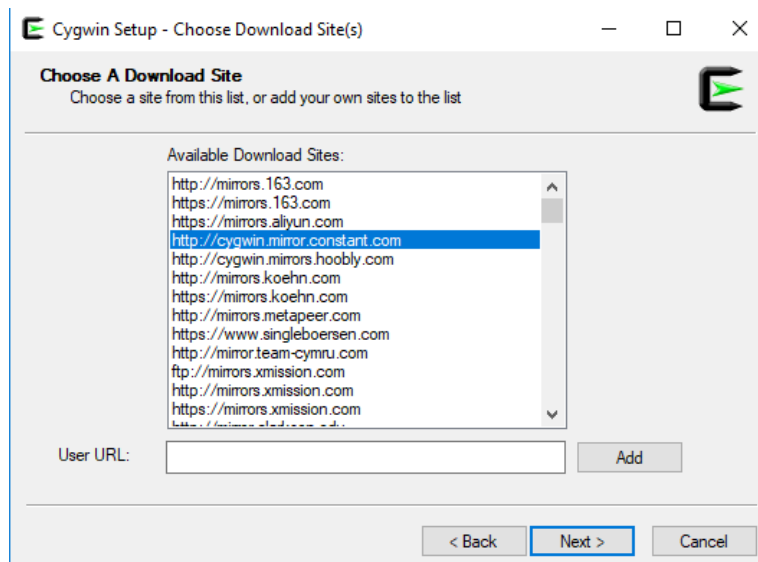 Cygwin Setup - Choose Download Site(s)
Choose A Download Site
Choose a site from this list, or add your own sites to the list
Available Download Sites:
http://mirrors.163.com
https://mirrors.163.com
https://mirrors.aliyun.com
http://cygwin.mirror.constant.com
http://cygwin.mirrors.hoobly.com
http://mirrors.koehn.com
https://mirrors.koehn.com
http://mirrors.metapeer.com
https://www.singleboersen.com
http://mirror.team-cymru.com
ftp://mirrors.xmission.com
http://mirrors.xmission.com
https://mirrors.xmission.com
User URL:
Add
< Back
Next >
Cancel